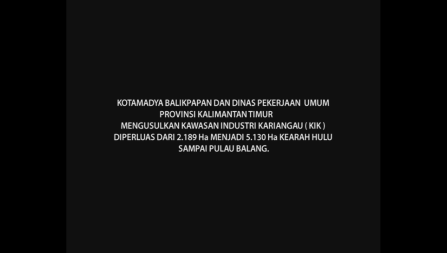 KOTAMADYA BALIKPAPAN DAN DINAS PEKERJAAN UMUM
PROVINSI KALIMANTAN TIMUR
MENGUSULKAN KAWASAN INDUSTRI KARIANGAU ( KIK )
DIPERLUAS DARI 2.189 Ha MENJADI 5.130 Ha KEARAH HULU
SAMPAI PULAU BALANG.